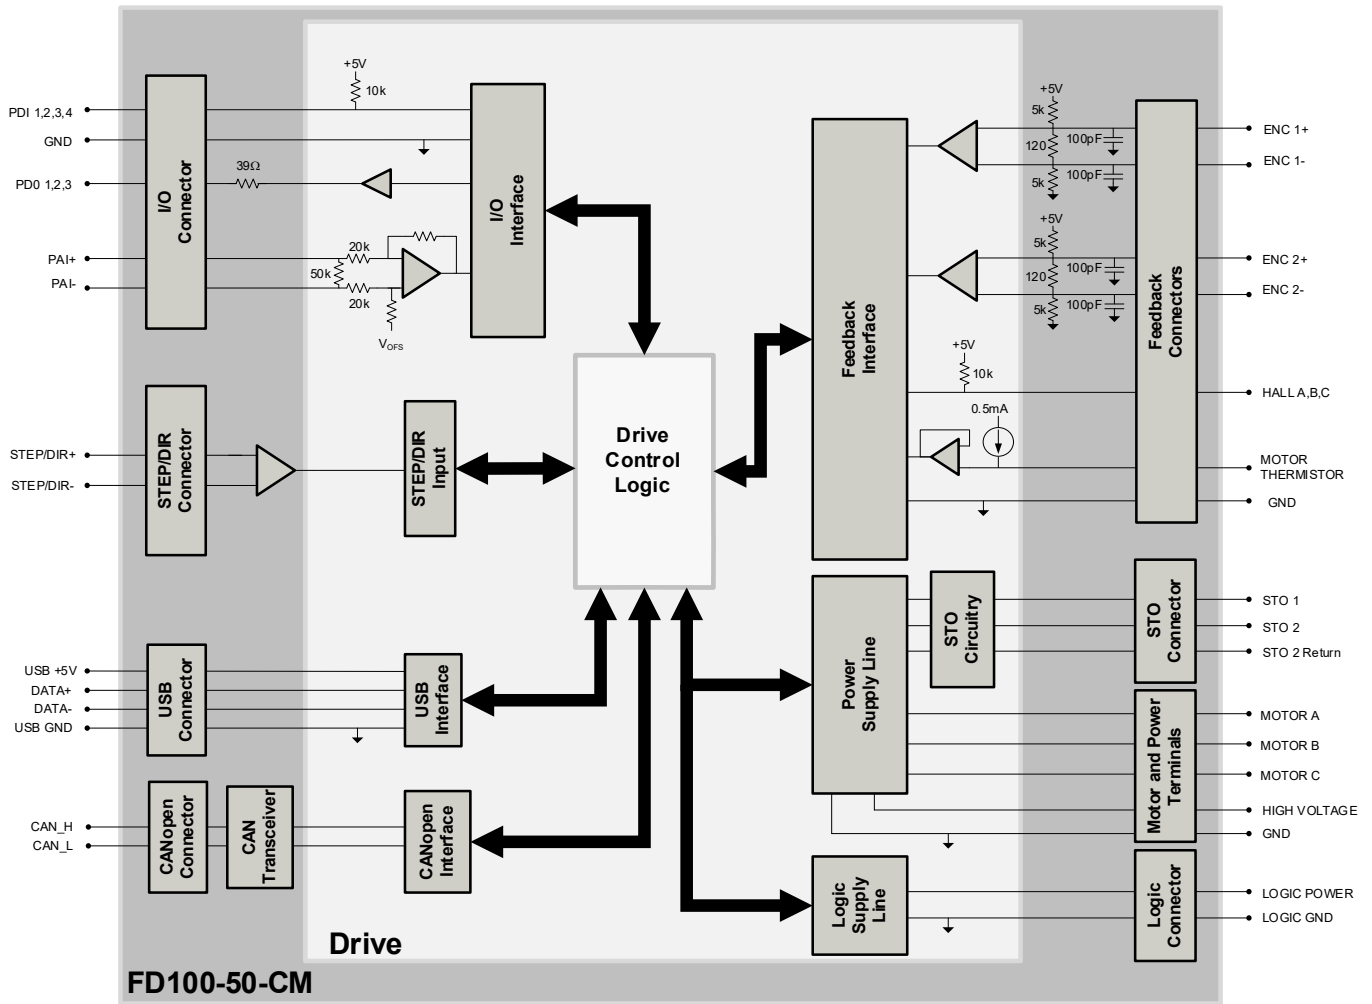 PDI 1,2,3,4
GND
PD0 1,2,3
PAI+
PAI-
I/O
Connector
+5V
10k
39Ω
20k
50k
20k
VOFS
I/O
Interface
STEP/DIR+
STEP/DIR-
STEP/DIR
Connector
STEP/DIR
Input
USB +5V
DATA+
DATA-
USB GND
USB
Connector
USB
Interface
CAN_H
CAN_L
CANopen
Connector
CAN
Transceiver
CANopen
Interface
Drive
Control
Logic
Feedback
Interface
+5V
5k
120
5k
100pF
100pF
+5V
5k
120
5k
100pF
100pF
+5V
10k
0.5mA
Feedback
Connectors
ENC 1+
ENC 1-
ENC 2+
ENC 2-
HALL A,B,C
MOTOR
THERMISTOR
GND
Power
Supply Line
STO
Circuitry
STO
Connector
STO 1
STO 2
STO 2 Return
Motor and Power
Terminals
MOTOR A
MOTOR B
MOTOR C
HIGH VOLTAGE
GND
Logic
Supply
Line
Logic
Connector
LOGIC POWER
LOGIC GND
Drive
FD100-50-CM